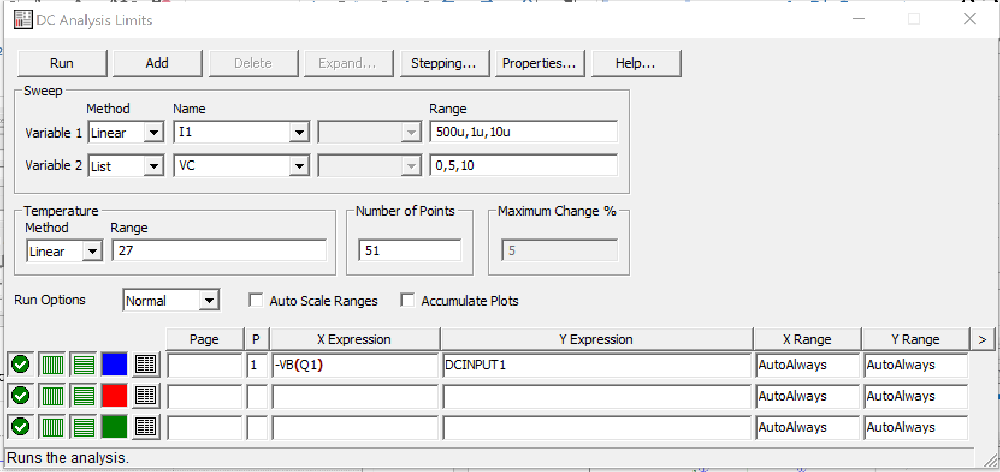 DC Analysis Limits
Run Add Delete Expand... Stepping... Properties... Help...
Sweep
Method Name Range
Variable 1 Linear I1 500u,1u,10u
Variable 2 List VC 0,5,10
Temperature Number of Points Maximum Change %
Method Range
Linear 27 51 5
Run Options Normal Auto Scale Ranges Accumulate Plots
Page P X Expression Y Expression X Range Y Range >
1 -VB(Q1) DCINPUT1 AutoAlways AutoAlways
AutoAlways AutoAlways
AutoAlways AutoAlways
Runs the analysis.